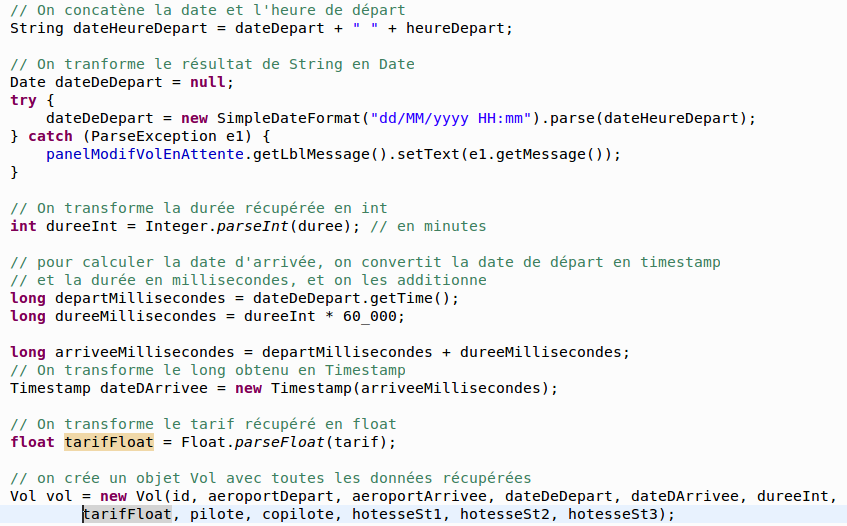 // On concatène la date et l'heure de départ
String dateHeureDepart = dateDepart + " " + heureDepart;
// On tranforme le résultat de String en Date
Date dateDeDepart = null;
try {
dateDeDepart = new SimpleDateFormat("dd/MM/yyyy HH:mm").parse(dateHeureDepart);
} catch (ParseException e1) {
panelModifVolEnAttente.getLblMessage().setText(e1.getMessage());
}
// On transforme la durée récupérée en int
int dureeInt = Integer.parseInt(duree); // en minutes
// pour calculer la date d'arrivée, on convertit la date de départ en timestamp
// et la durée en millisecondes, et on les additionne
long departMillisecondes = dateDeDepart.getTime();
long dureeMillisecondes = dureeInt * 60_000;
long arriveeMillisecondes = departMillisecondes + dureeMillisecondes;
// On transforme le long obtenu en Timestamp
Timestamp dateDArrivee = new Timestamp(arriveeMillisecondes);
// On transforme le tarif récupéré en float
float tarifFloat = Float.parseFloat(tarif);
// on crée un objet Vol avec toutes les données récupérées
Vol vol = new Vol(id, aeroportDepart, aeroportArrivee, dateDeDepart, dateDArrivee, dureeInt,
tarifFloat, pilote, copilote, hotesseSt1, hotesseSt2, hotesseSt3);